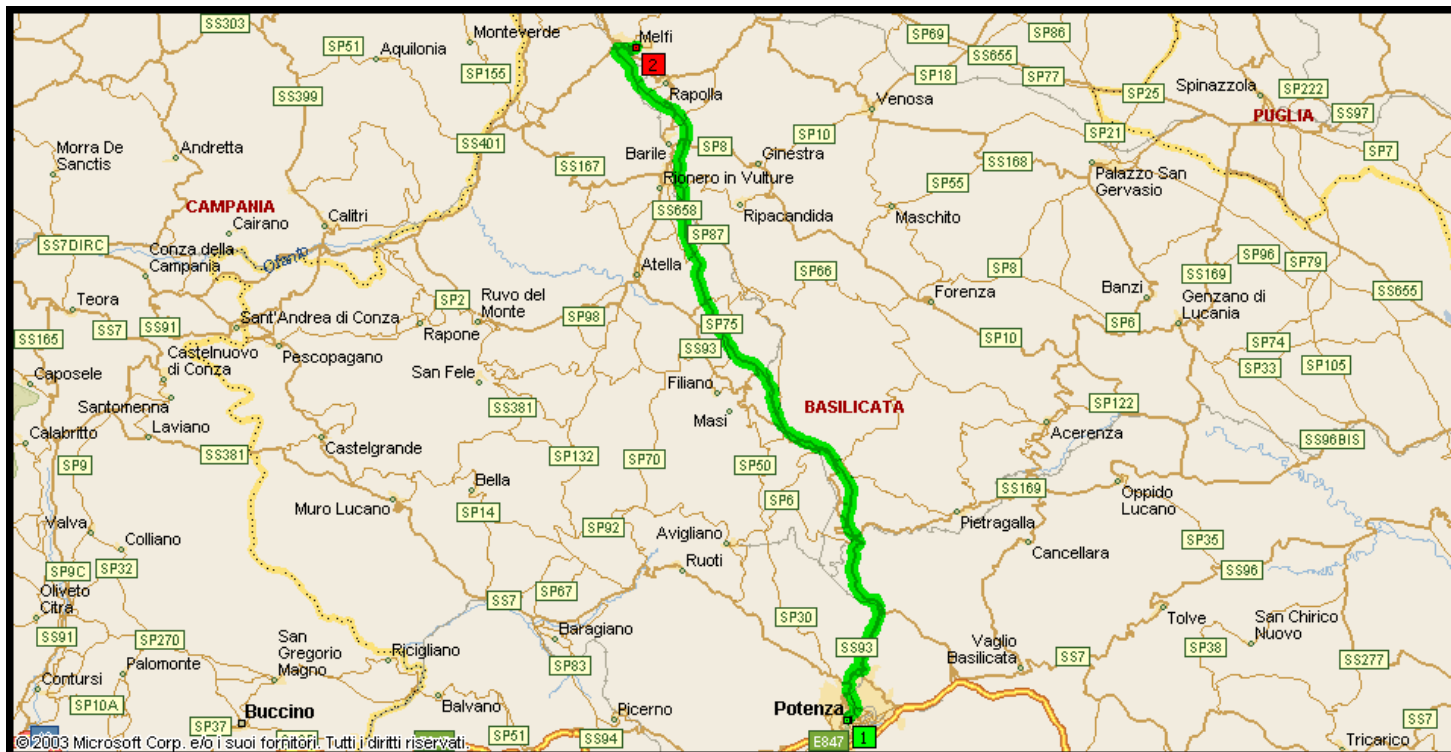 SS303
Monteverde
Melfi
SP69
SP86
SP51
Aquilonia
SS655
SP155
2
SP18
SP77
Spinazzola
SP222
SS399
Rapolla
SP25
Venosa
PUGLIA
SS97
SP10
SP21
Morra De
Sanctis
Andretta
SS401
Barile
SP8
Ginestra
SS168
SP7
SS167
Rionero in Vulture
SP55
Palazzo San
Gervasio
CAMPANIA
Cairano
Calitri
SS658
Ripacandida
Maschito
SS7DIRC
Conza della
Campania
Ofanto
SP87
SP96
SP79
Atella
SP66
SP8
SS169
Teora
SP2
Ruvo del
Monte
Forenza
Banzi
Genzano di
Lucania
SS655
SS7
SS91
Sant'Andrea di Conza
Rapone
SP98
SP75
SP6
SS165
SP10
SP74
Castelnuovo
di Conza
Pescopagano
SS93
SP33
SP105
Caposele
San Fele
Filiano
Santomenna
SS381
Masi
BASILICATA
SP122
Calabritto
Laviano
Castelgrande
Acerenza
SS96BIS
SS381
SP9
SP132
SP70
SP50
Bella
SS169
Oppido
Lucano
Muro Lucano
SP14
SP6
Pietragalla
Valva
SP92
Avigliano
Colliano
Cancellara
SP35
SP9C
SP32
Ruoti
SS96
Oliveto
Citra
SS7
SP67
SP30
Tolve
San Chirico
Nuovo
SS91
SP270
San
Gregorio
Magno
Baragiano
SS93
Vaglio
Basilicata
SP38
Palomonte
Ricigliano
SP83
SS7
SS277
Contursi
SP10A
Balvano
Buccino
Picerno
Potenza
SP37
SP51
SS94
E847
1
SS7
Tricarico
© 2003 Microsoft Corp. e/o i suoi fornitori. Tutti i diritti riservati.